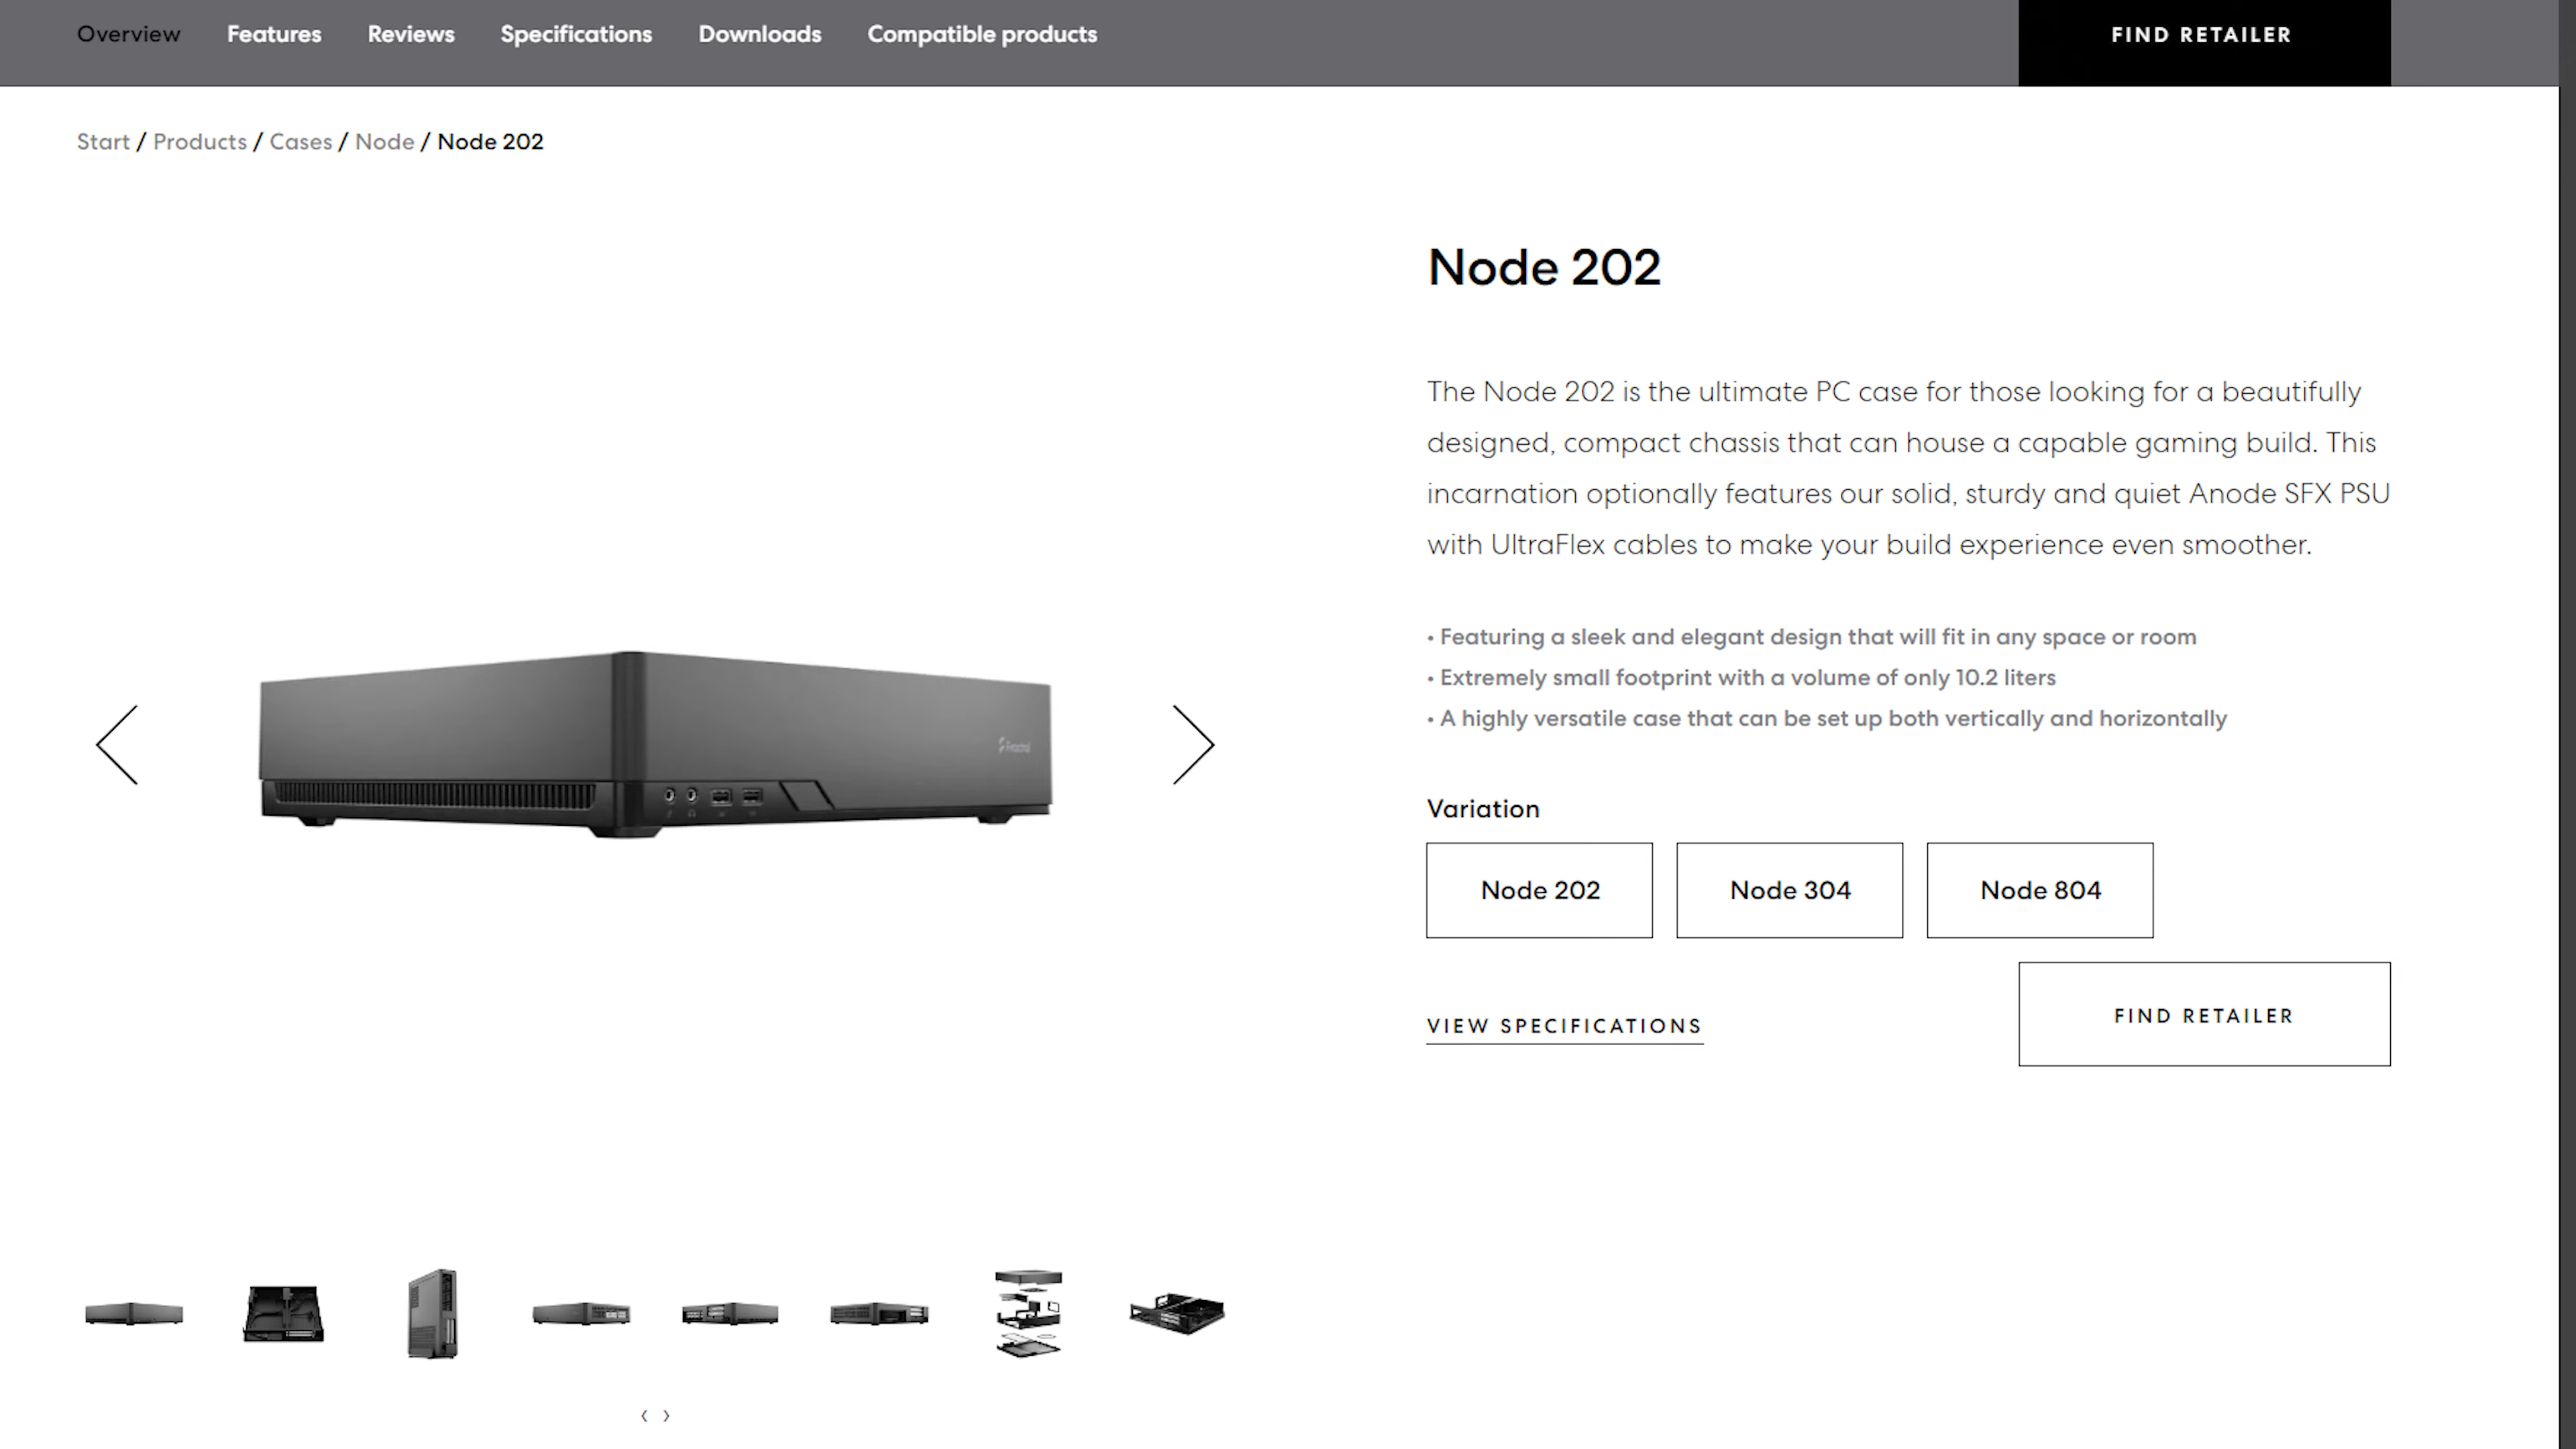 Overview Features Reviews Specifications Downloads Compatible products FIND RETAILER
Start / Products / Cases / Node / Node 202
Node 202
The Node 202 is the ultimate PC case for those looking for a beautifully
designed, compact chassis that can house a capable gaming build. This
incarnation optionally features our solid, sturdy and quiet Anode SFX PSU
with UltraFlex cables to make your build experience even smoother.
• Featuring a sleek and elegant design that will fit in any space or room
• Extremely small footprint with a volume of only 10.2 liters
• A highly versatile case that can be set up both vertically and horizontally
Fractal
Variation
Node 202 Node 304 Node 804
VIEW SPECIFICATIONS
FIND RETAILER